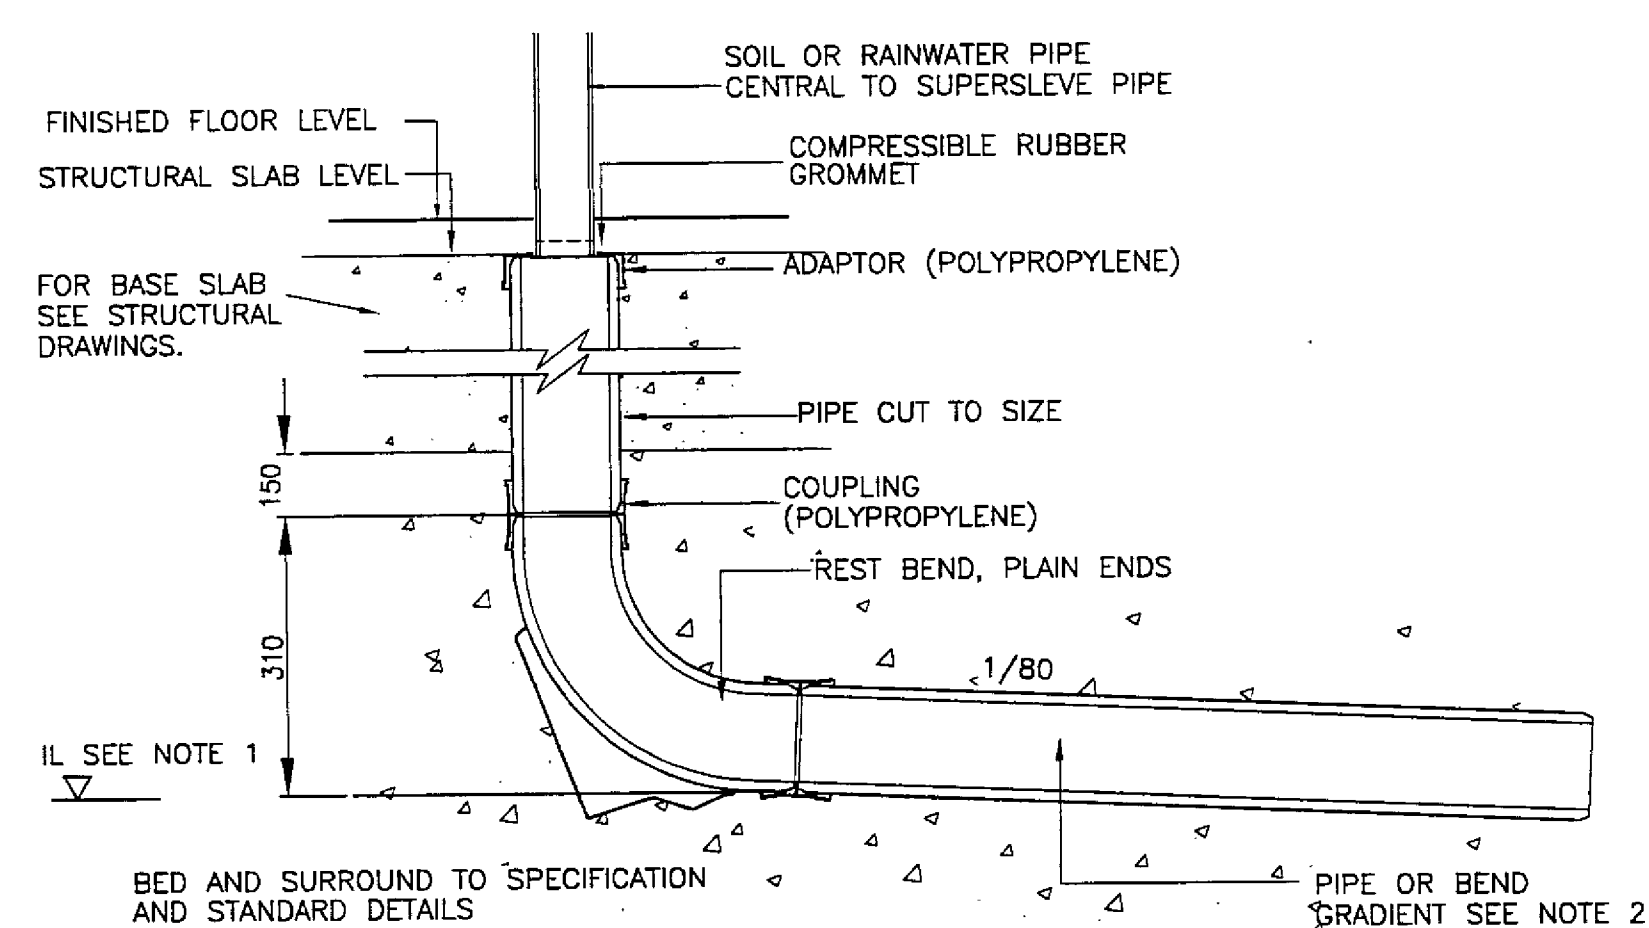 SOIL OR RAINWATER PIPE
CENTRAL TO SUPERSLEVE PIPE
FINISHED FLOOR LEVEL
COMPRESSIBLE RUBBER
GROMMET
STRUCTURAL SLAB LEVEL
ADAPTOR (POLYPROPYLENE)
FOR BASE SLAB
SEE STRUCTURAL
DRAWINGS.
PIPE CUT TO SIZE
150
COUPLING
(POLYPROPYLENE)
REST BEND, PLAIN ENDS
310
1/80
IL SEE NOTE 1
BED AND SURROUND TO SPECIFICATION
AND STANDARD DETAILS
PIPE OR BEND
GRADIENT SEE NOTE 2